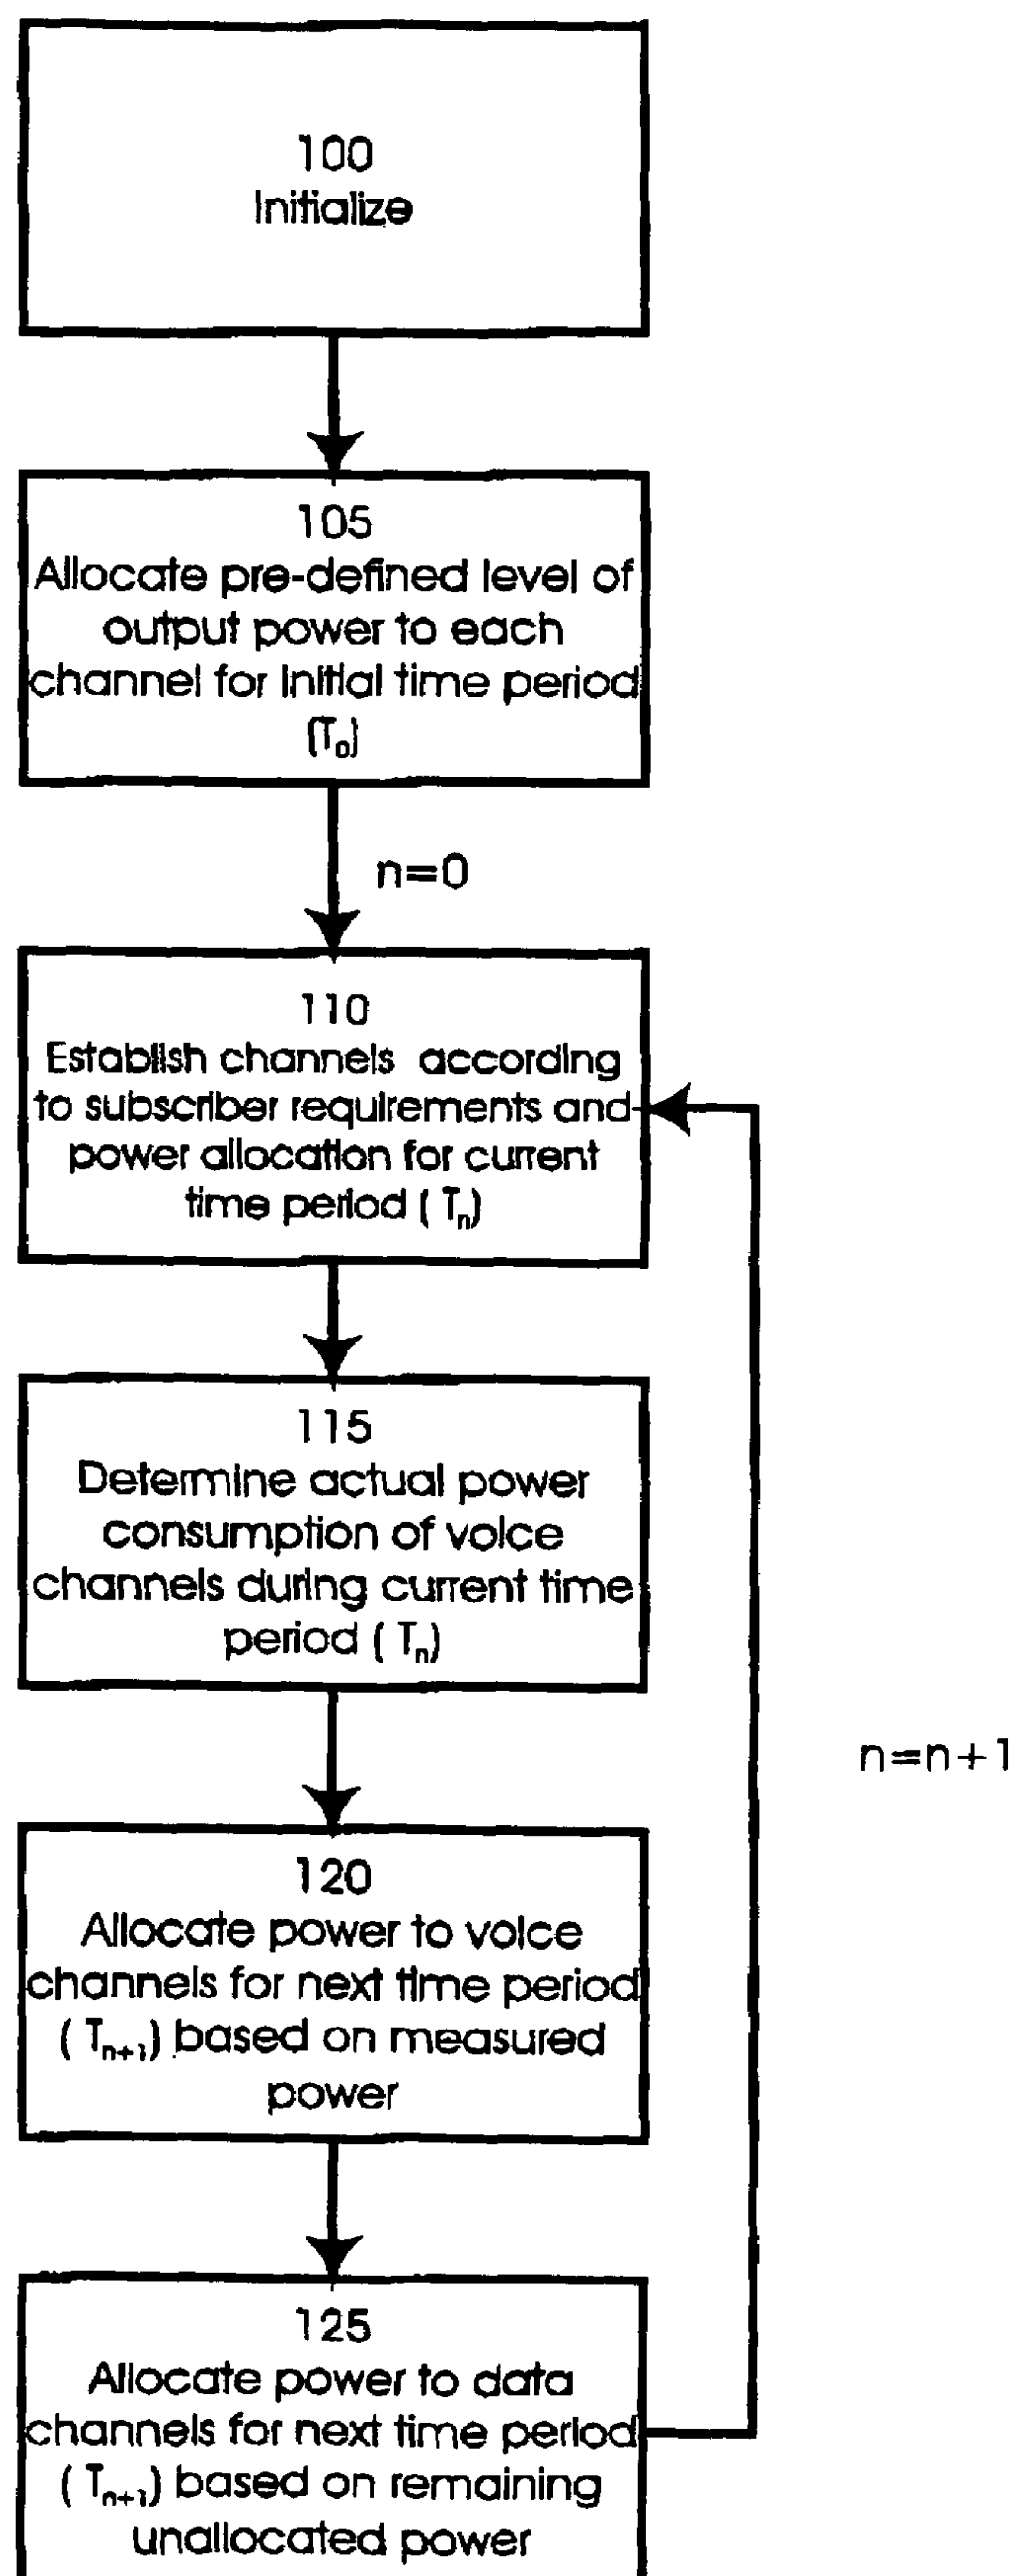 100
Initialize
105
Allocate pre-defined level of
output power to each
channel for initial time period
(T₀)
n=0
110
Establish channels according
to subscriber requirements and
power allocation for current
time period ( Tₙ)
115
Determine actual power
consumption of voice
channels during current time
period ( Tₙ)
n=n+1
120
Allocate power to voice
channels for next time period
( Tₙ₊₁) based on measured
power
125
Allocate power to data
channels for next time period
( Tₙ₊₁) based on remaining
unallocated power